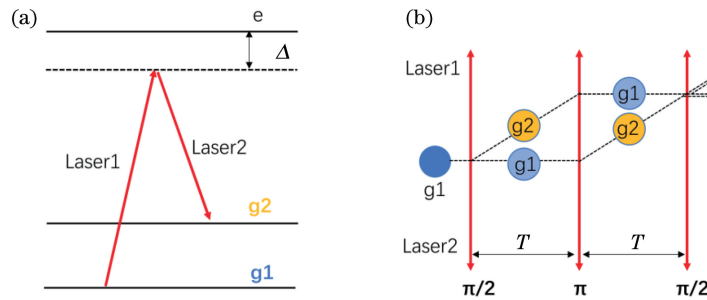 (a)
e
Δ
Laser1
Laser2
g2
g1
(b)
Laser1
g1
g2
g2
g1
g1
Laser2
T
T
π/2
π
π/2